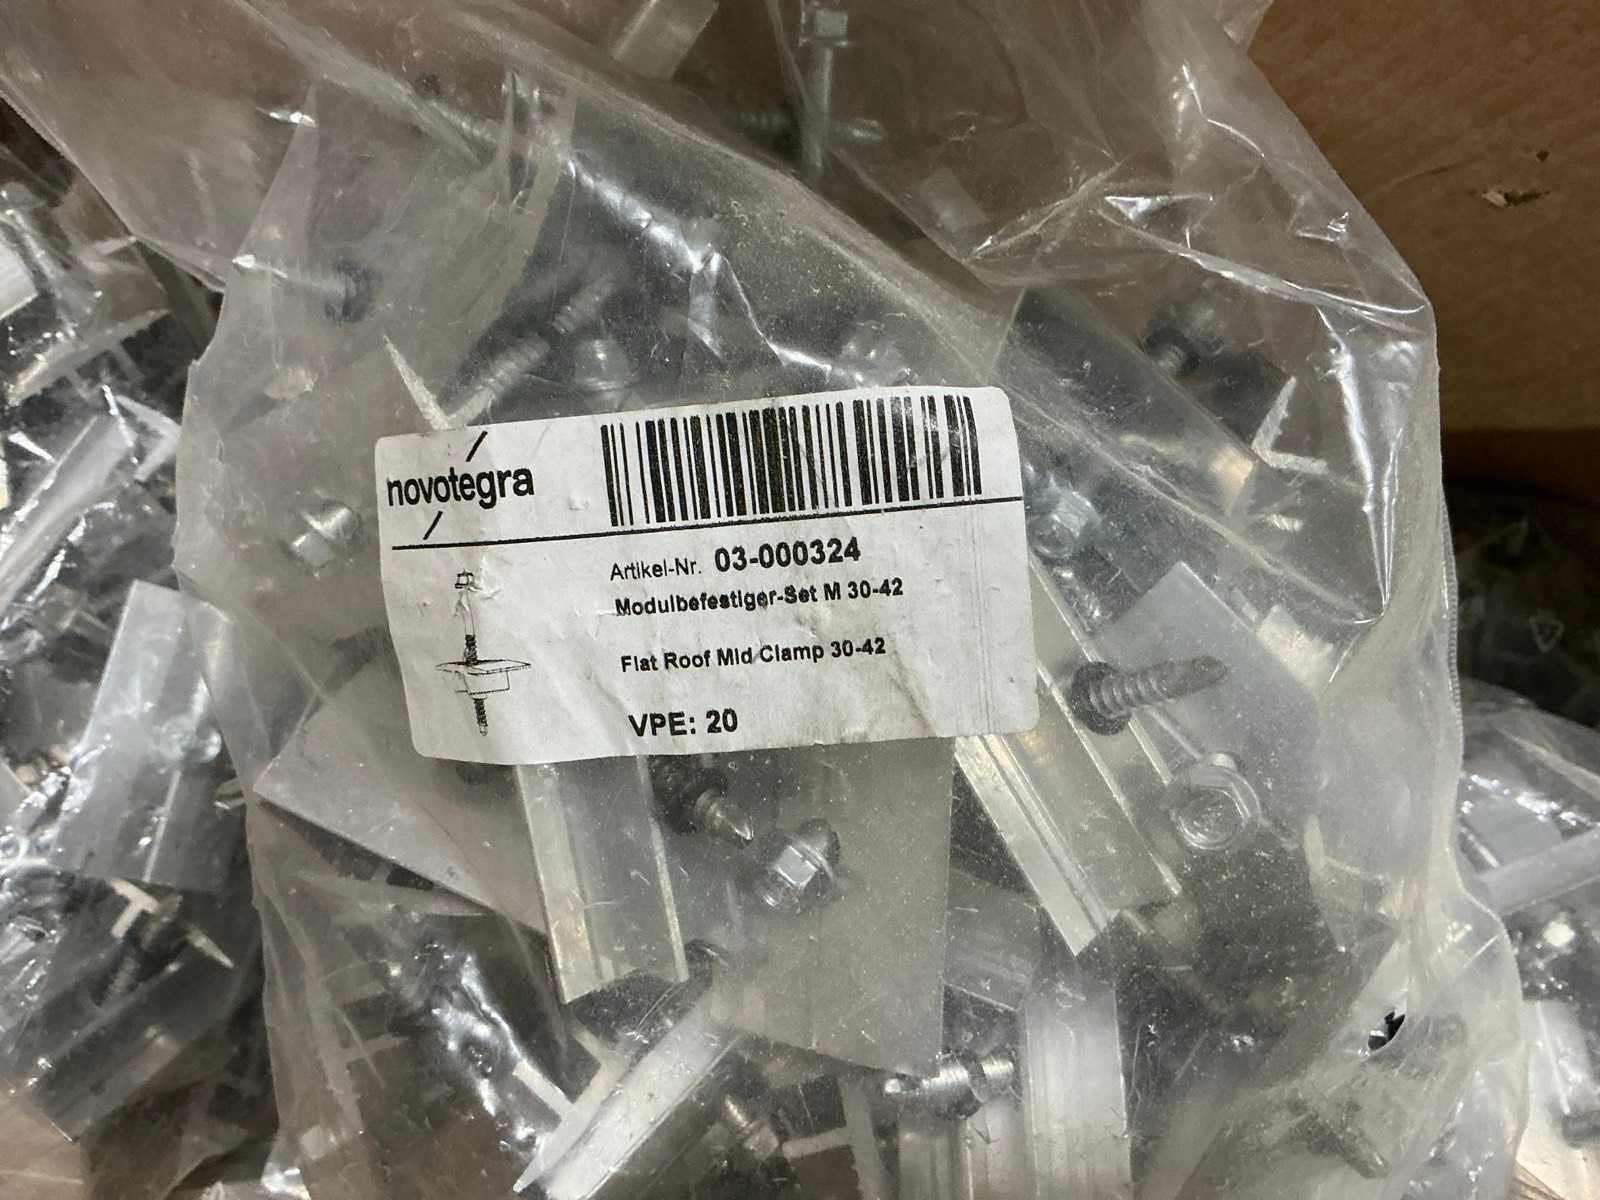 novotegra
Artikel-Nr. 03-000324
Modulbefestiger-Set M 30-42
Flat Roof Mid Clamp 30-42
VPE: 20